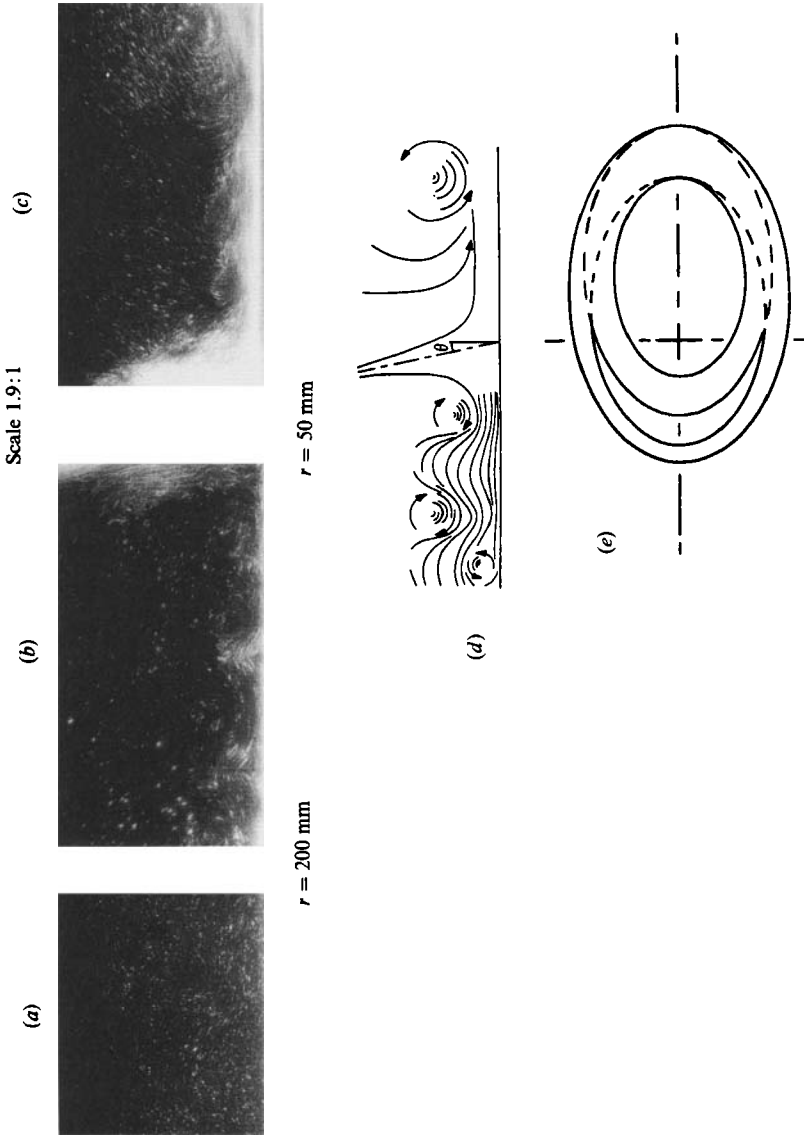 Scale 1.9:1
(a)
(b)
(c)
r = 200 mm
r = 50 mm
(d)
θ
(e)